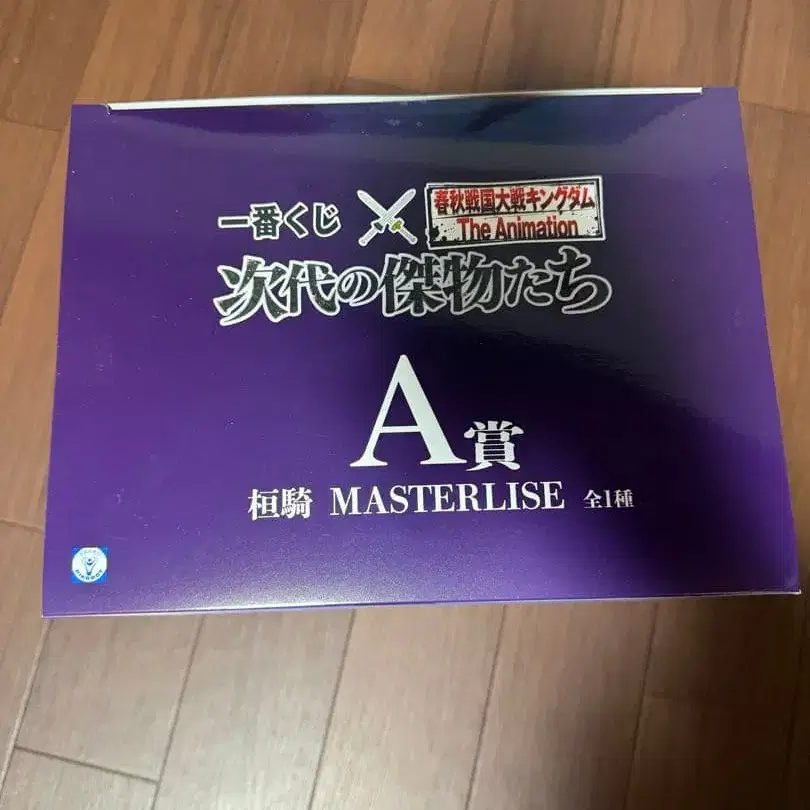 一番くじ
春秋戦国大戦キングダム
The Animation
次代の傑物たち
A賞
桓騎 MASTERLISE 全1種
PIERROT